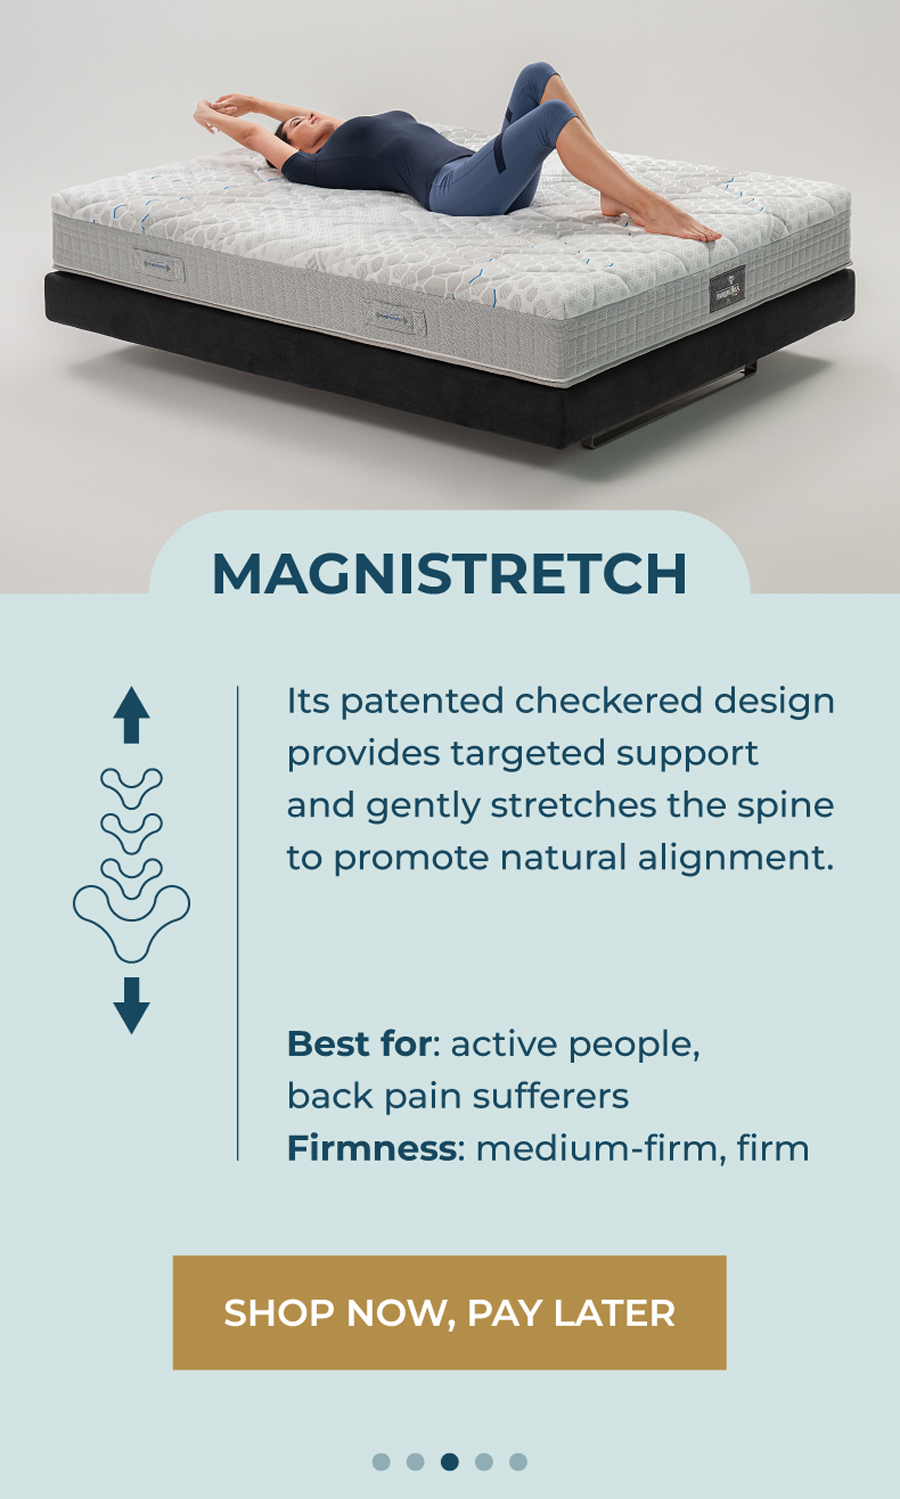 MAGNISTRETCH
Its patented checkered design
provides targeted support
and gently stretches the spine
to promote natural alignment.
Best for: active people,
back pain sufferers
Firmness: medium-firm, firm
SHOP NOW, PAY LATER